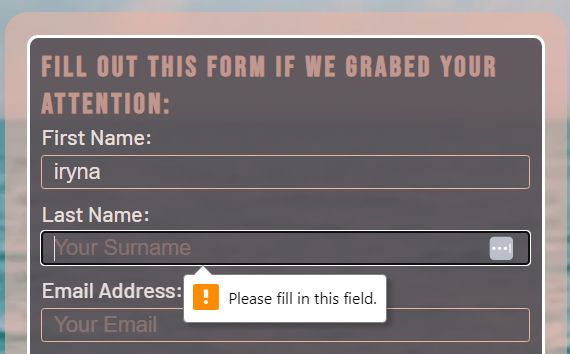 FILL OUT THIS FORM IF WE GRABED YOUR
ATTENTION:
First Name:
iryna
Last Name:
Your Surname
Email Address:
Please fill in this field.
Your Email